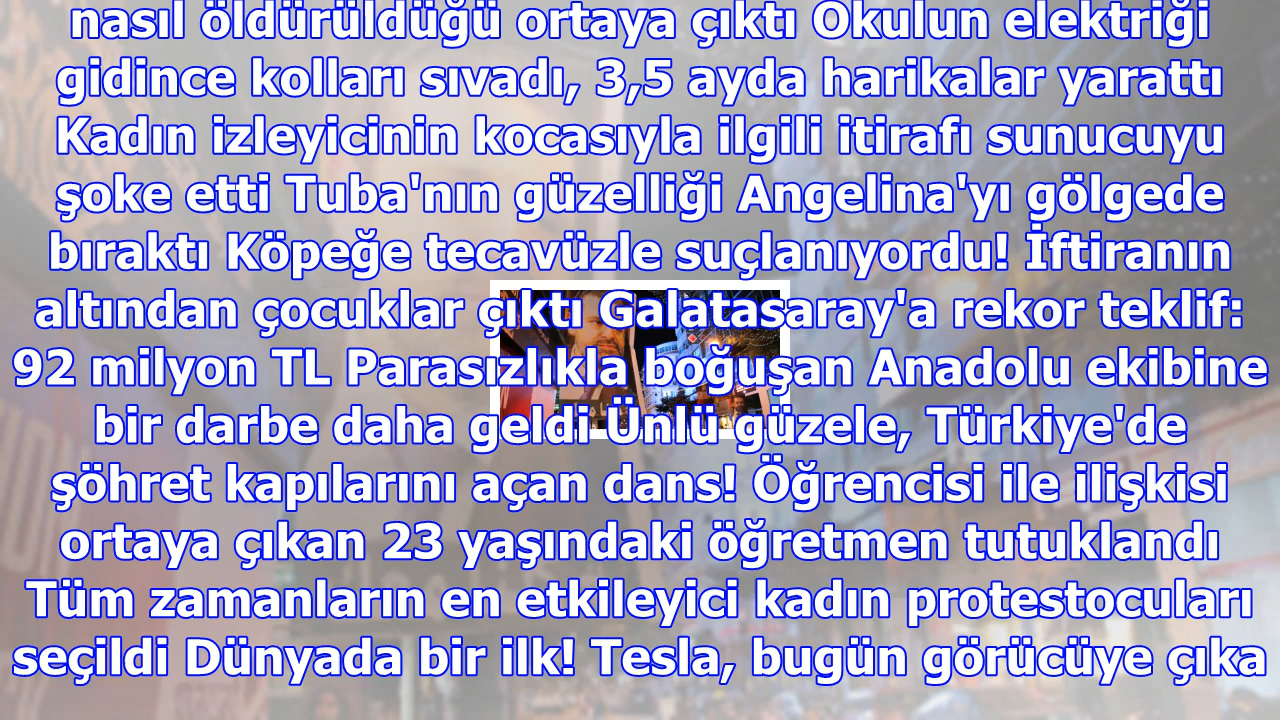 nasıl öldürüldüğü ortaya çıktı Okulun elektriği
gidince kolları sıvadı, 3,5 ayda harikalar yarattı
Kadın izleyicinin kocasıyla ilgili itirafı sunucuyu
şoke etti Tuba'nın güzelliği Angelina'yı gölgede
bıraktı Köpeğe tecavüzle suçlanıyordu! İftiranın
altından çocuklar çıktı Galatasaray'a rekor teklif:
92 milyon TL Parasızlıkla boğuşan Anadolu ekibine
bir darbe daha geldi Ünlü güzele, Türkiye'de
şöhret kapılarını açan dans! Öğrencisi ile ilişkisi
ortaya çıkan 23 yaşındaki öğretmen tutuklandı
Tüm zamanların en etkileyici kadın protestocuları
seçildi Dünyada bir ilk! Tesla, bugün görücüye çıka